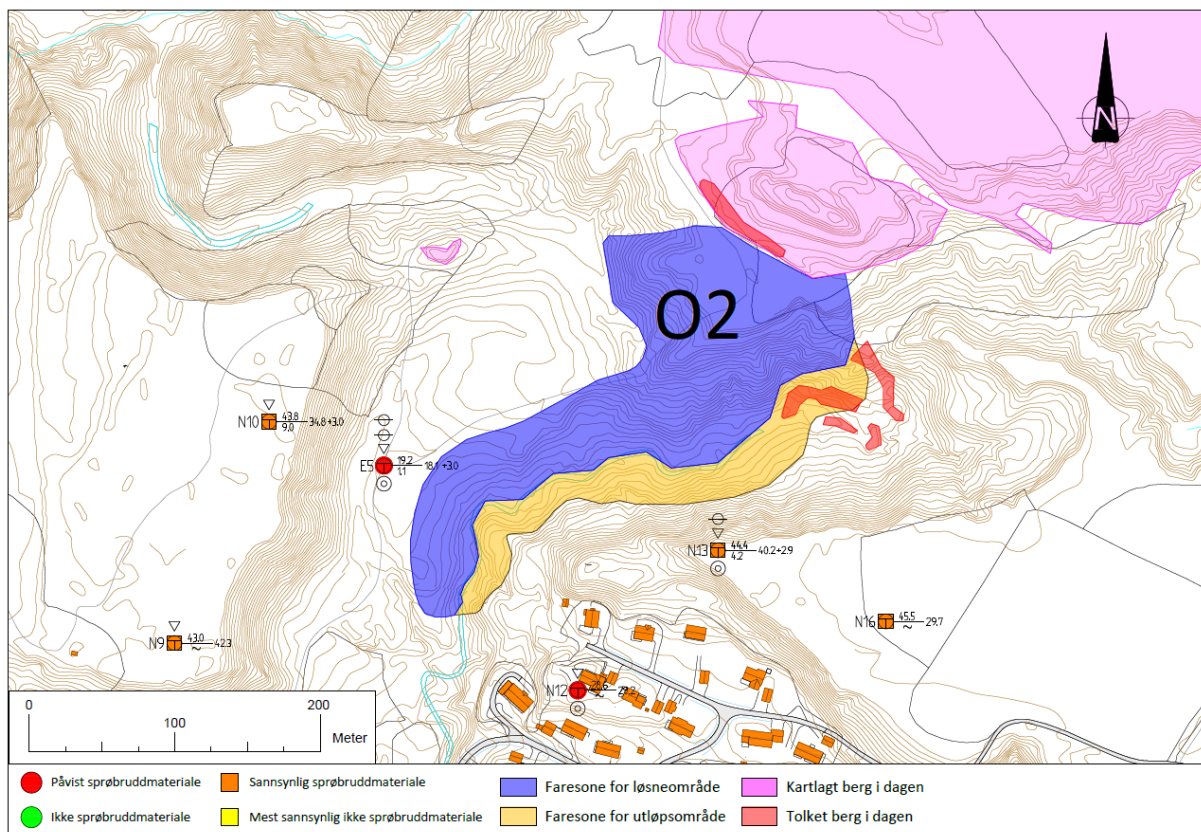 N
O2
N10 43.8 34.8+3.0
9.0
E5 19.2 18.1 +3.0
1.1
N13 44.4 40.2+2.9
4.2
N16 45.5 29.7
~
N9 43.0 42.3
~
N12
0 200
100 Meter
Påvist sprøbruddmateriale
Sannsynlig sprøbruddmateriale
Faresone for løsneområde
Kartlagt berg i dagen
Ikke sprøbruddmateriale
Mest sannsynlig ikke sprøbruddmateriale
Faresone for utløpsområde
Tolket berg i dagen